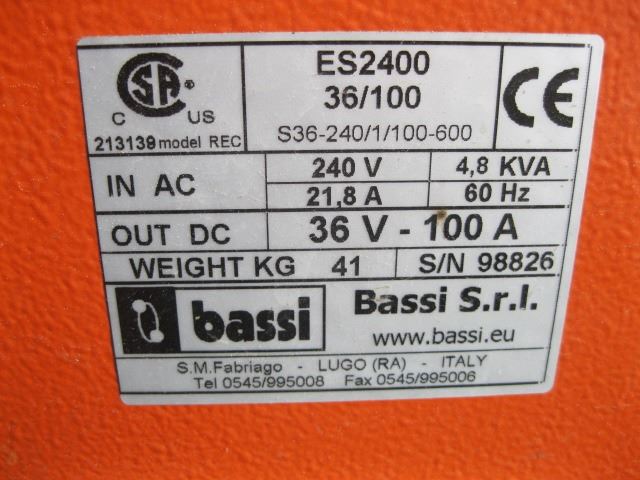 CSA ®
C US
213139 model REC
ES2400
36/100
S36-240/1/100-600
CE
IN AC
240 V
4,8 KVA
21,8 A
60 Hz
OUT DC
36 V - 100 A
WEIGHT KG 41
S/N 98826
bassi
Bassi S.r.l.
www.bassi.eu
S.M.Fabriago - LUGO (RA) - ITALY
Tel 0545/995008 Fax 0545/995006